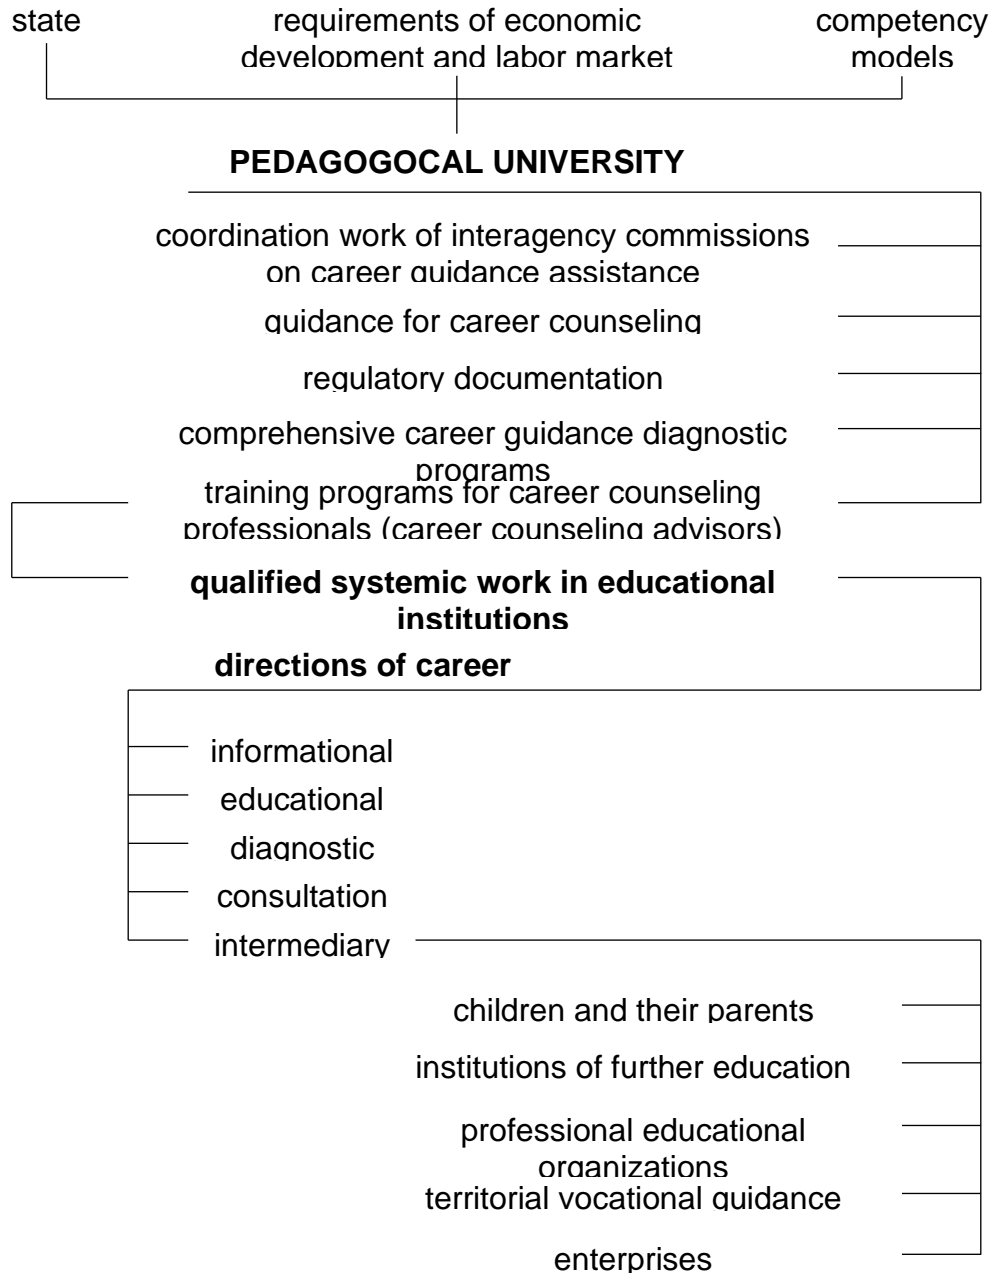 state
requirements of economic
development and labor market
competency
models
PEDAGOGOCAL UNIVERSITY
coordination work of interagency commissions
on career guidance assistance
guidance for career counseling
regulatory documentation
comprehensive career guidance diagnostic
programs
training programs for career counseling
professionals (career counseling advisors)
qualified systemic work in educational
institutions
directions of career
informational
educational
diagnostic
consultation
intermediary
children and their parents
institutions of further education
professional educational
organizations
territorial vocational guidance
enterprises